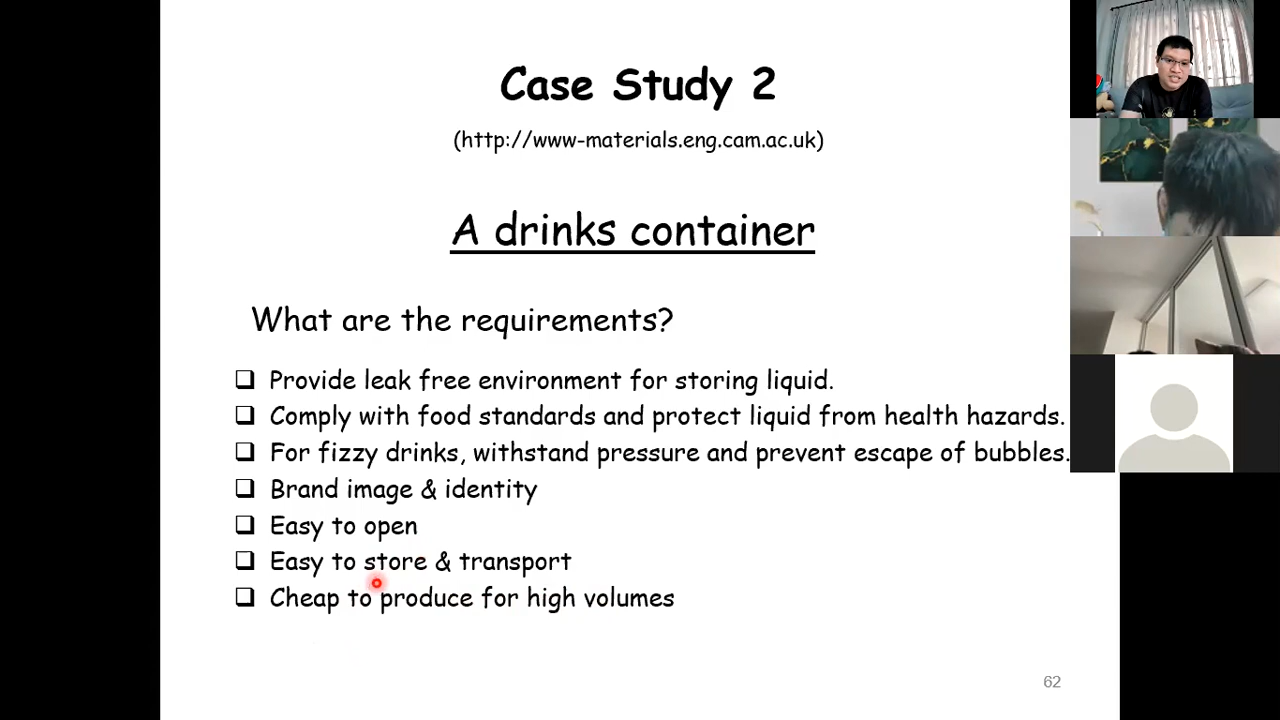 Case Study 2
(http://www-materials.eng.cam.ac.uk)
A drinks container
What are the requirements?
❑ Provide leak free environment for storing liquid.
❑ Comply with food standards and protect liquid from health hazards.
❑ For fizzy drinks, withstand pressure and prevent escape of bubbles.
❑ Brand image & identity
❑ Easy to open
❑ Easy to store & transport
❑ Cheap to produce for high volumes
62